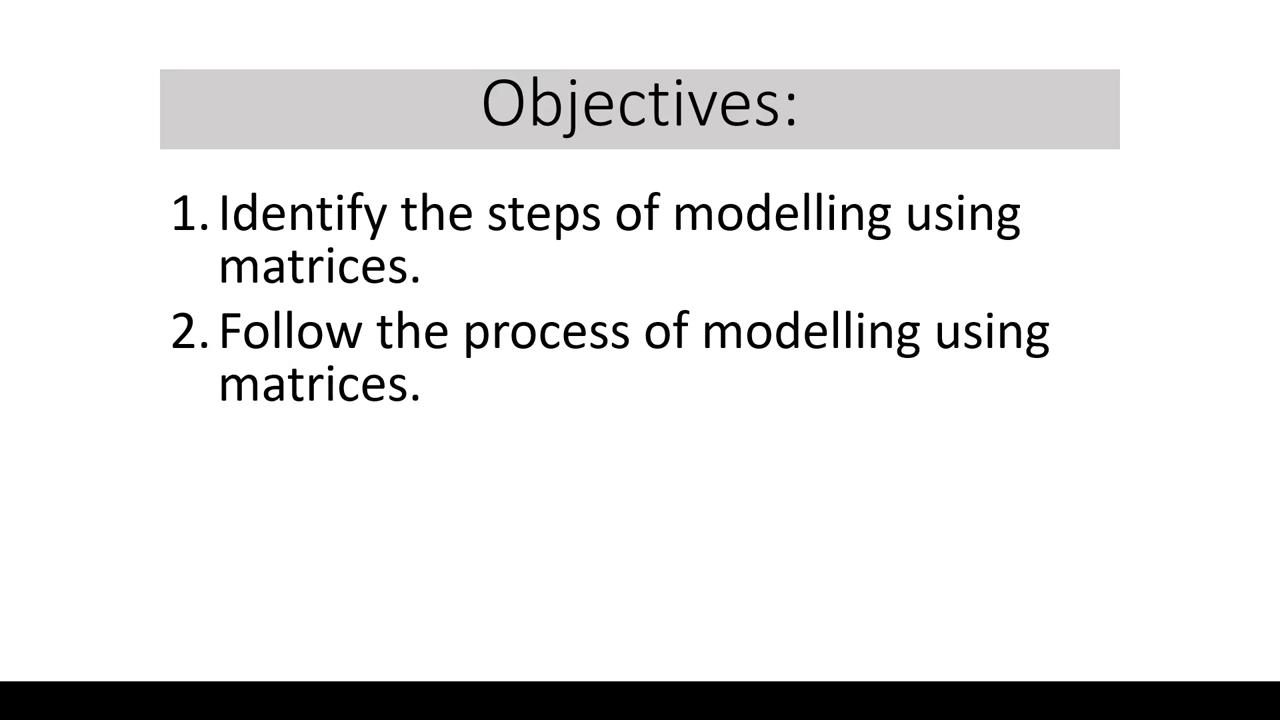 Objectives:
1. Identify the steps of modelling using
matrices.
2. Follow the process of modelling using
matrices.